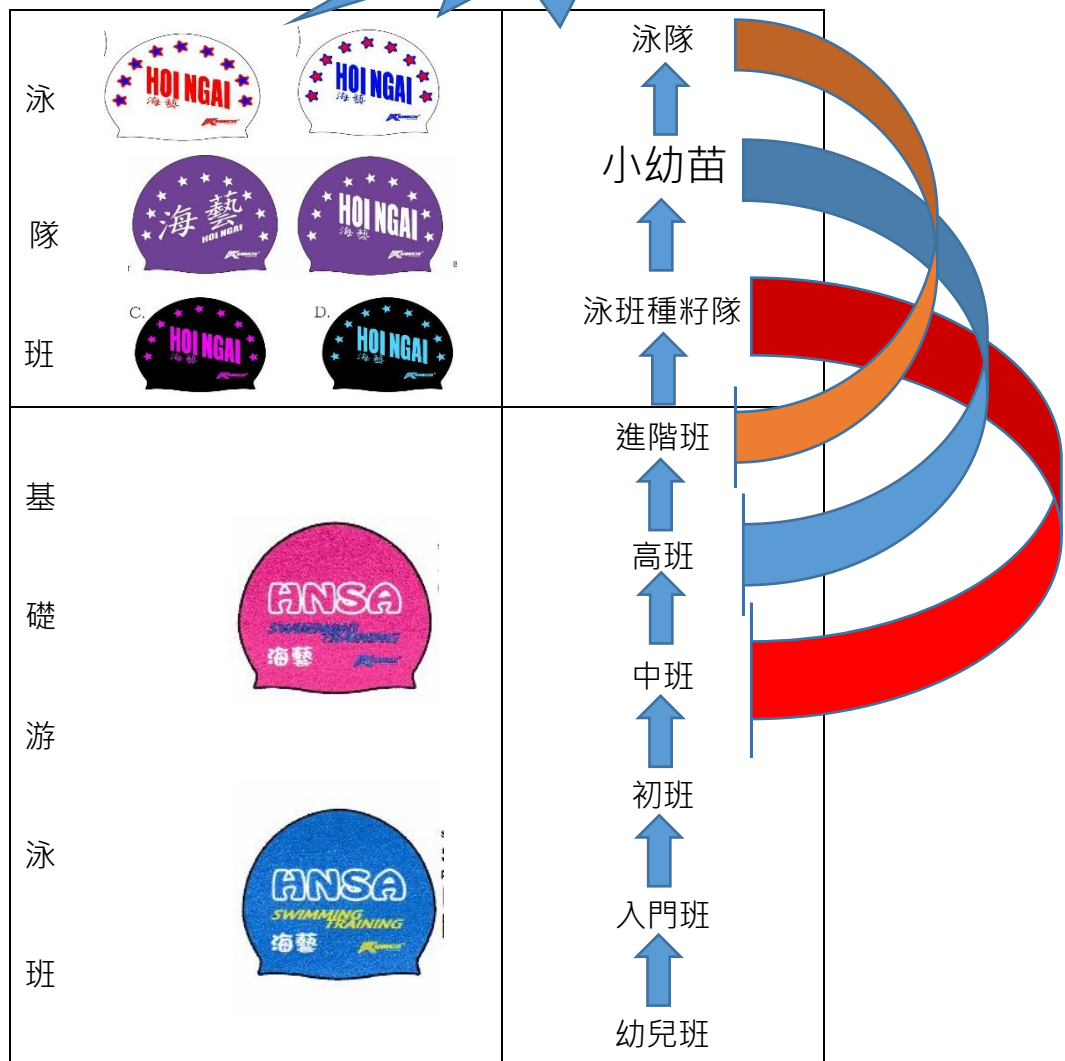 泳
隊
班
HOI NGAI
海藝
HOI NGAI
海藝
海藝
HOI NGAI
HOI NGAI
海藝
C.
HOI NGAI
海藝
D.
HOI NGAI
海藝
基
礎
游
泳
班
HNSA
SWIMMING
TRAINING
海藝
HNSA
SWIMMING
TRAINING
海藝
泳隊
小幼苗
泳班種籽隊
進階班
高班
中班
初班
入門班
幼兒班